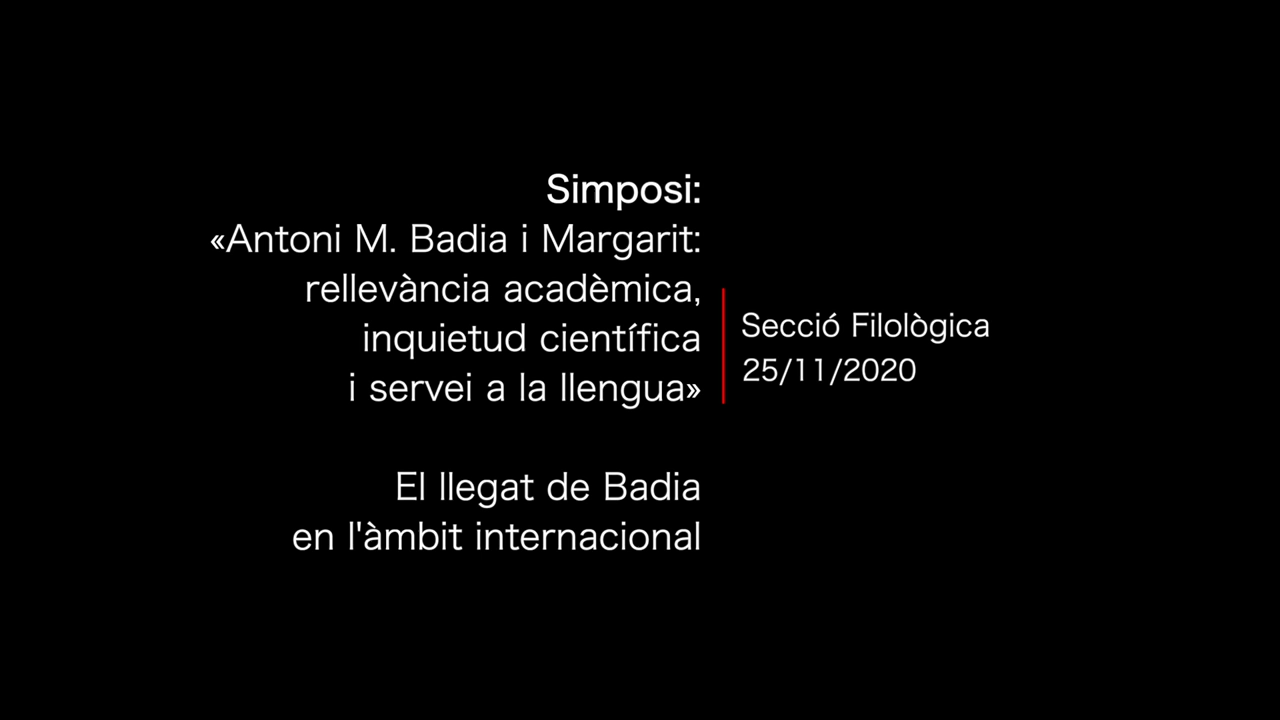 Simposi:
«Antoni M. Badia i Margarit:
rellevància acadèmica,
inquietud científica
i servei a la llengua»
El llegat de Badia
en l'àmbit internacional
Secció Filològica
25/11/2020